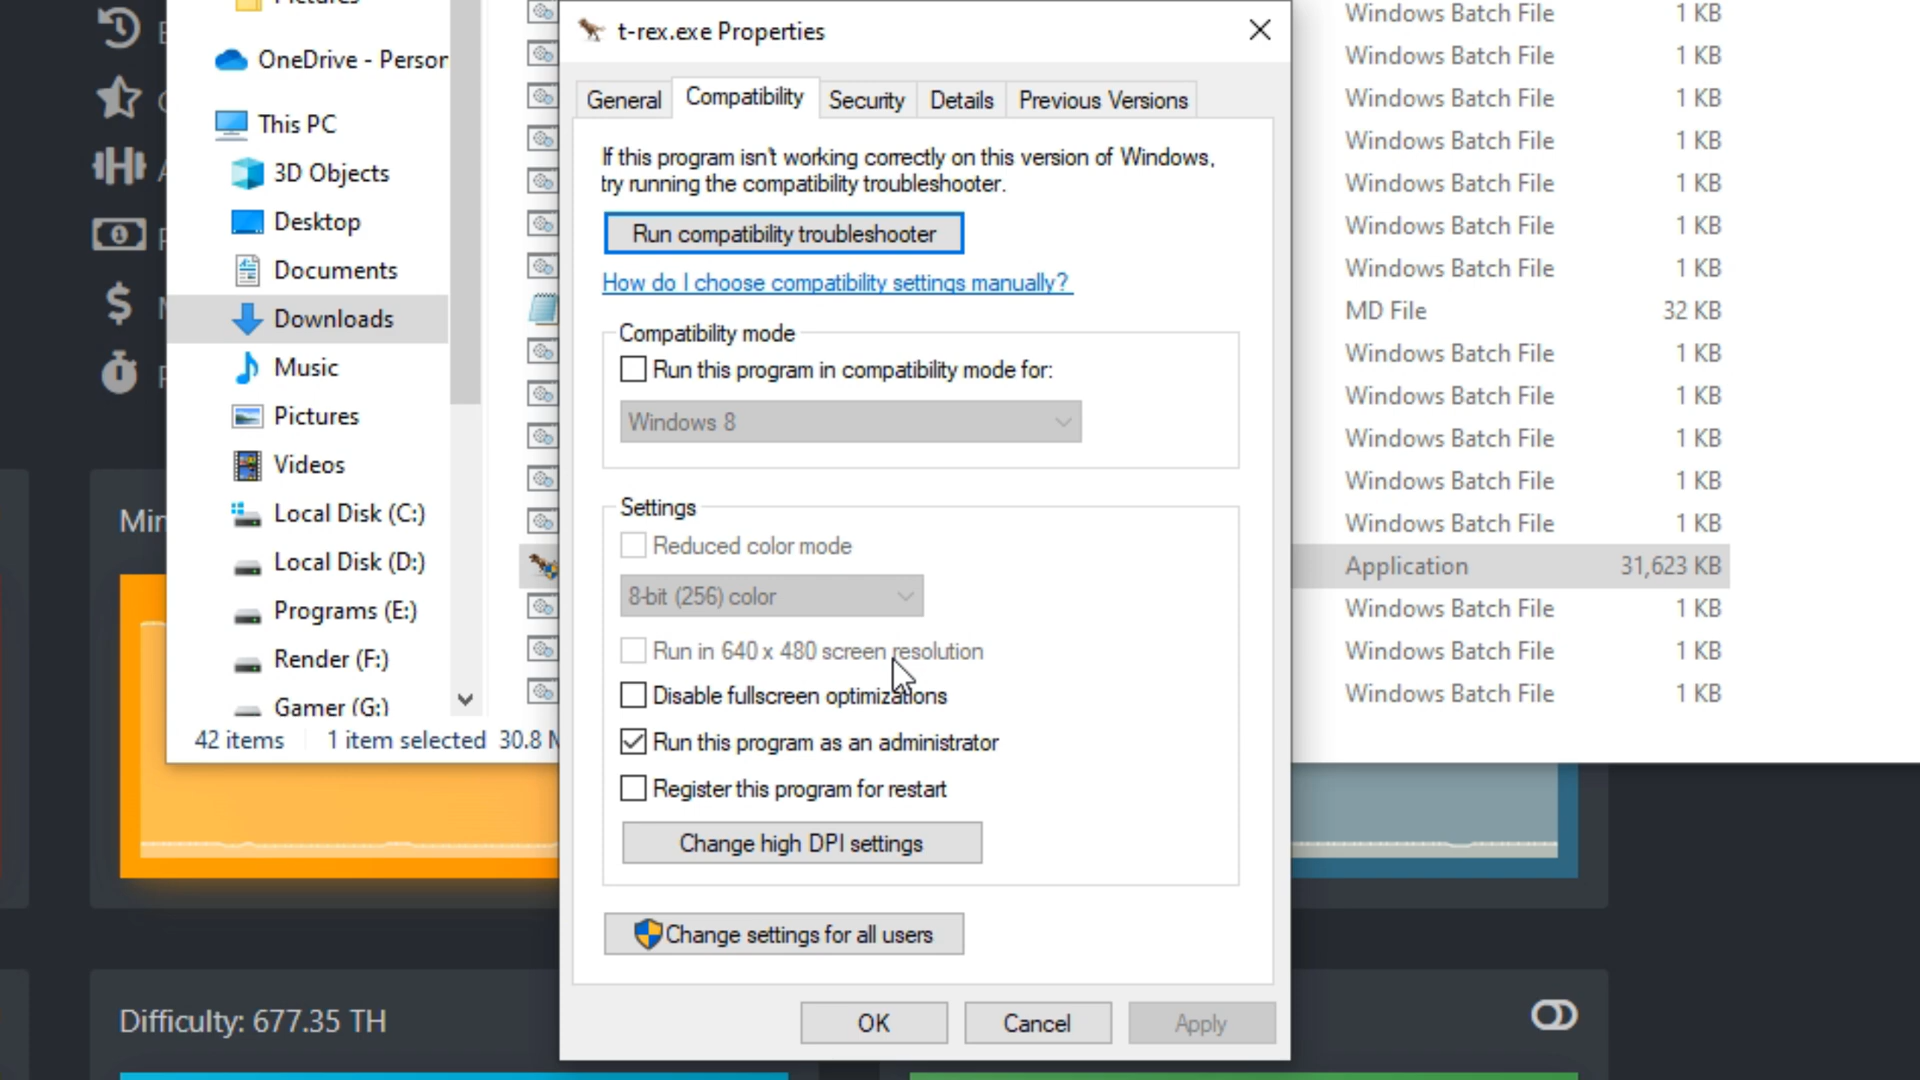 Pictures
OneDrive - Person
This PC
3D Objects
Desktop
Documents
Downloads
Music
Pictures
Videos
Local Disk (C:)
Local Disk (D:)
Programs (E:)
Render (F:)
Gamer (G:)
42 items 1 item selected 30.8 M
Min
Difficulty: 677.35 TH
t-rex.exe Properties
General Compatibility Security Details Previous Versions
If this program isn't working correctly on this version of Windows,
try running the compatibility troubleshooter.
Run compatibility troubleshooter
How do I choose compatibility settings manually?
Compatibility mode
Run this program in compatibility mode for:
Windows 8
Settings
Reduced color mode
8-bit (256) color
Run in 640 x 480 screen resolution
Disable fullscreen optimizations
Run this program as an administrator
Register this program for restart
Change high DPI settings
Change settings for all users
OK Cancel Apply
Windows Batch File 1 KB
Windows Batch File 1 KB
Windows Batch File 1 KB
Windows Batch File 1 KB
Windows Batch File 1 KB
Windows Batch File 1 KB
Windows Batch File 1 KB
MD File 32 KB
Windows Batch File 1 KB
Windows Batch File 1 KB
Windows Batch File 1 KB
Windows Batch File 1 KB
Windows Batch File 1 KB
Application 31,623 KB
Windows Batch File 1 KB
Windows Batch File 1 KB
Windows Batch File 1 KB